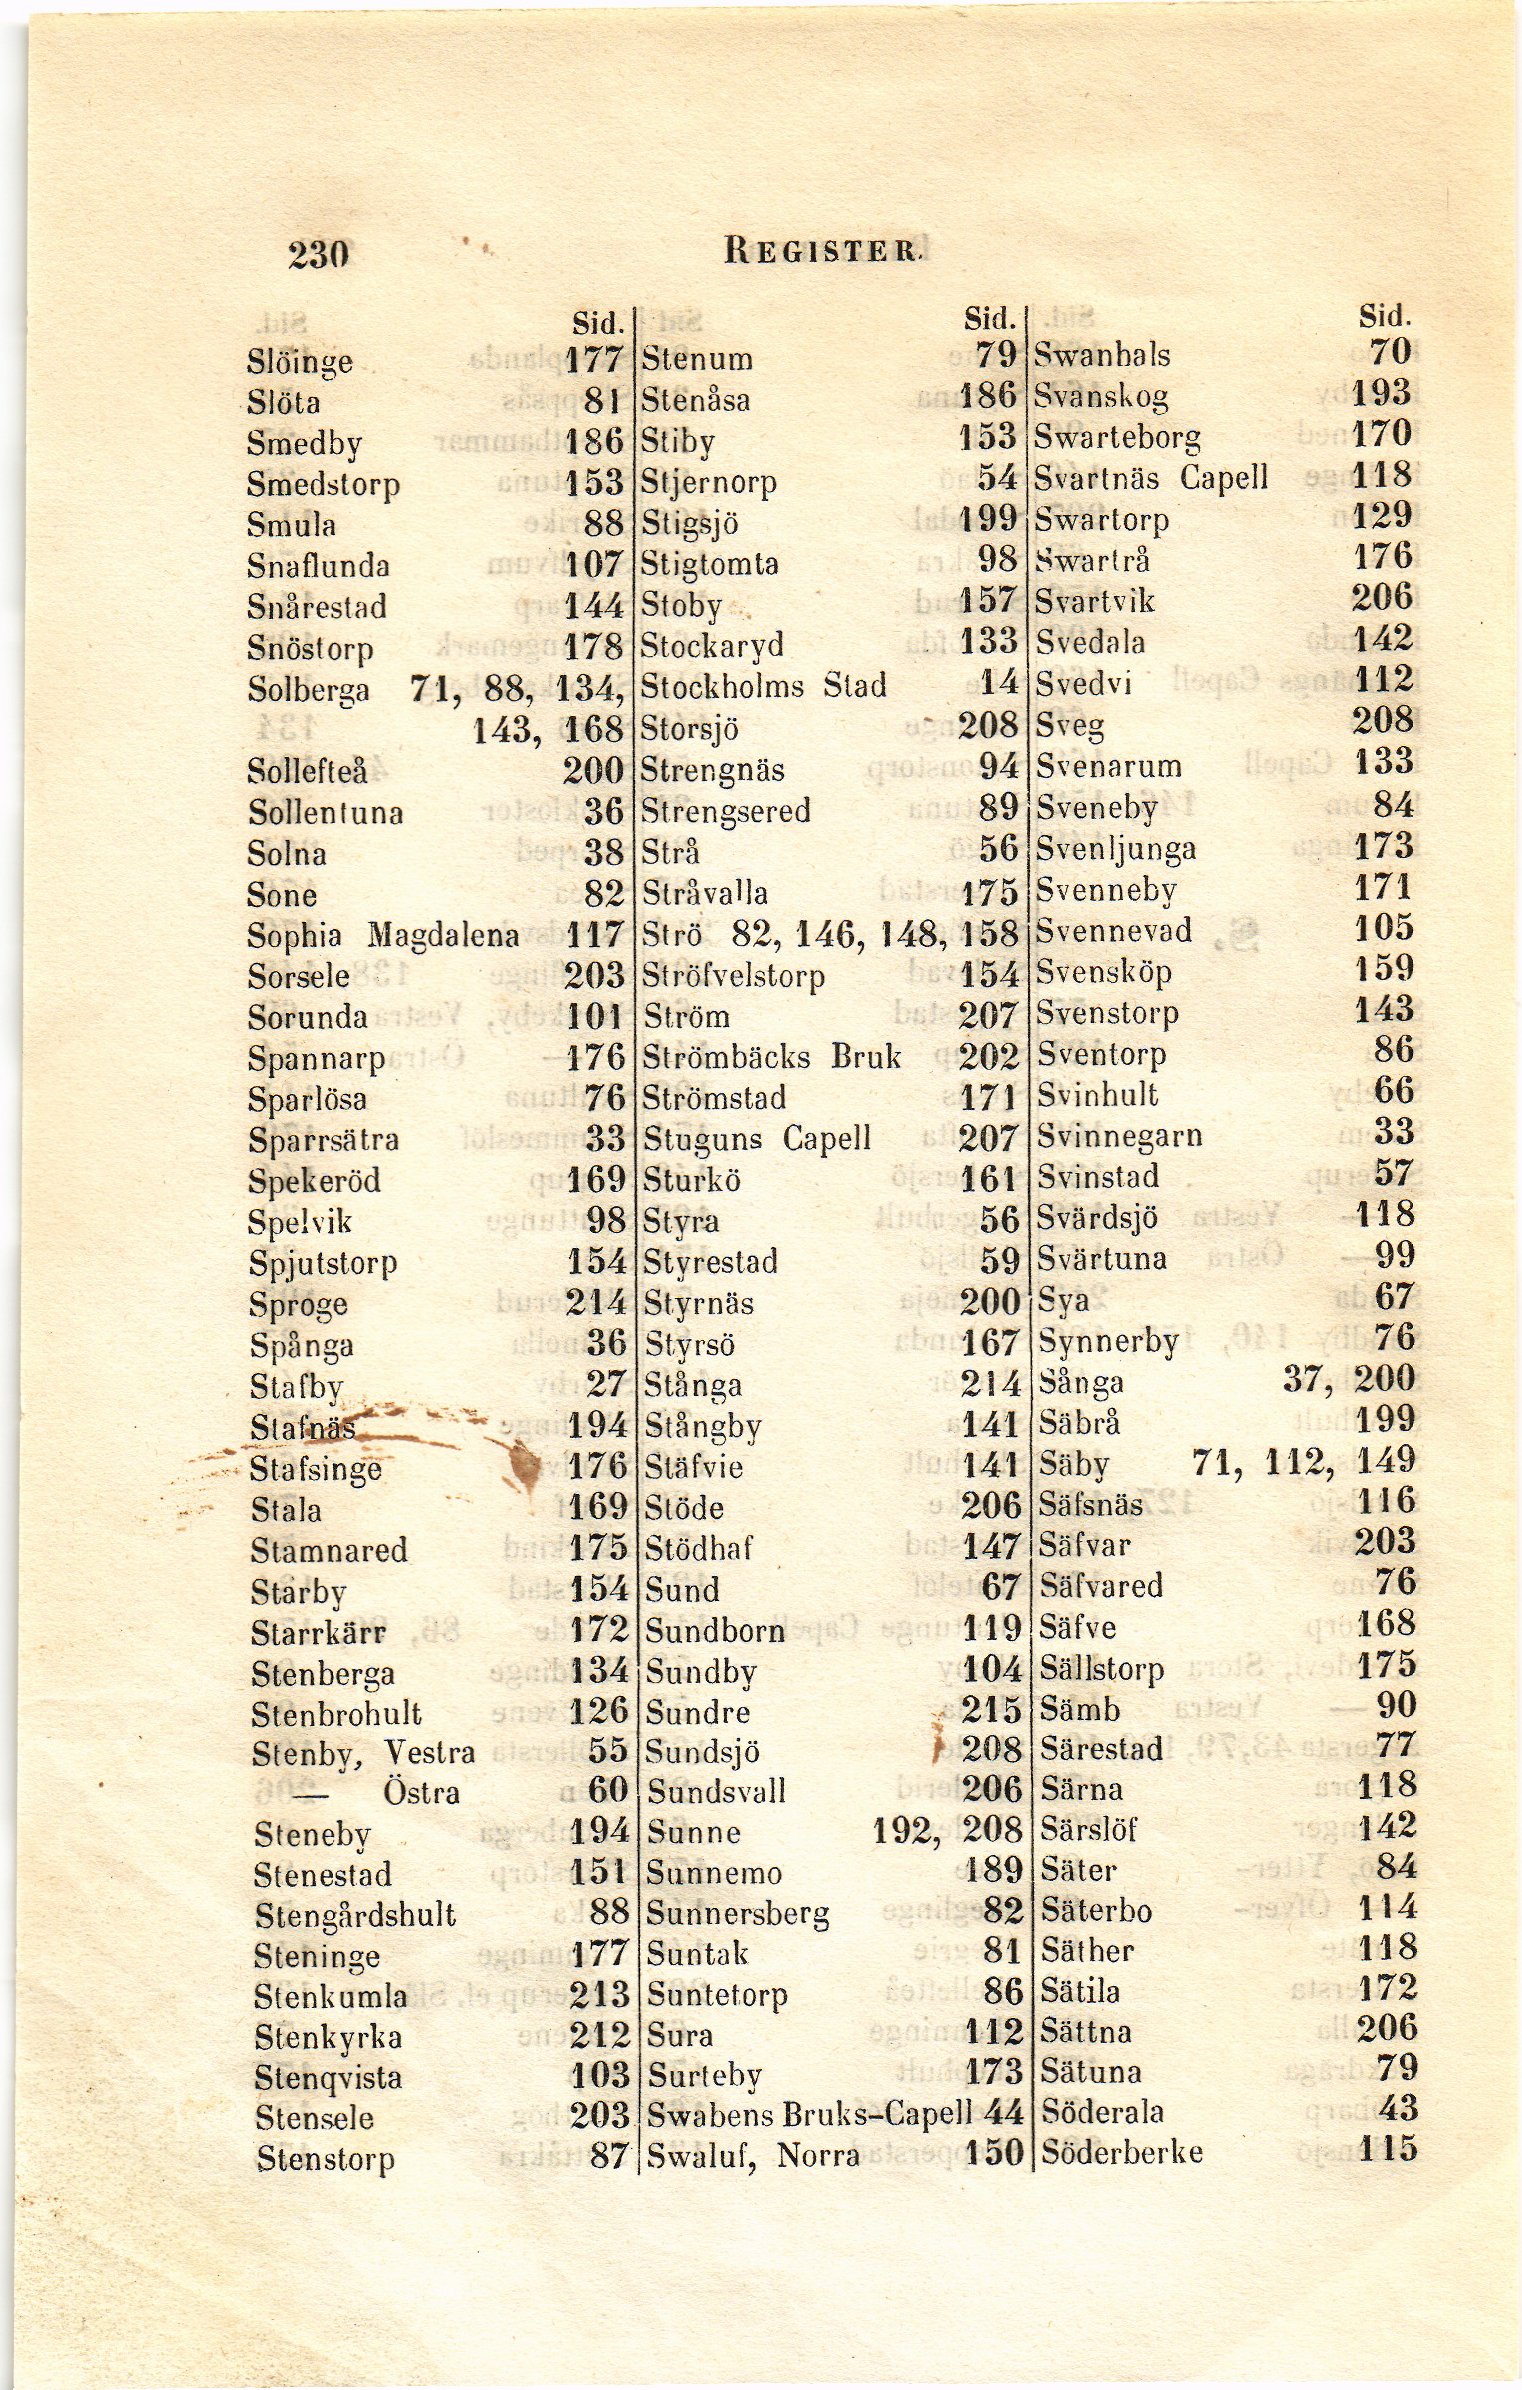 230
REGISTER.
Sid.
Slöinge 177
Slöta 81
Smedby 186
Smedstorp 153
Smula 88
Snaflunda 107
Snårestad 144
Snöstorp 178
Solberga 71, 88, 134,
143, 168
Sollefteå 200
Sollentuna 36
Solna 38
Sone 82
Sophia Magdalena 117
Sorsele 203
Sorunda 101
Spannarp 176
Sparlösa 76
Sparrsätra 33
Spekeröd 169
Spelvik 98
Spjutstorp 154
Sproge 214
Spånga 36
Stafby 27
Stafnäs 194
Stafsinge 176
Stala 169
Stamnared 175
Starby 154
Starrkärr 172
Stenberga 134
Stenbrohult 126
Stenby, Vestra 55
— Östra 60
Steneby 194
Stenestad 151
Stengårdshult 88
Steninge 177
Stenkumla 213
Stenkyrka 212
Stenqvista 103
Stensele 203
Stenstorp 87
Sid.
Stenum 79
Stenåsa 186
Stiby 153
Stjernorp 54
Stigsjö 199
Stigtomta 98
Stoby 157
Stockaryd 133
Stockholms Stad 14
Storsjö 208
Strengnäs 94
Strengsered 89
Strå 56
Stråvalla 175
Strö 82, 146, 148, 158
Ströfvelstorp 154
Ström 207
Strömbäcks Bruk 202
Strömstad 171
Stuguns Capell 207
Sturkö 161
Styra 56
Styrestad 59
Styrnäs 200
Styrsö 167
Stånga 214
Stångby 141
Stäfvie 141
Stöde 206
Stödhaf 147
Sund 67
Sundborn 119
Sundby 104
Sundre 215
Sundsjö 208
Sundsvall 206
Sunne 192, 208
Sunnemo 189
Sunnersberg 82
Suntak 81
Suntetorp 86
Sura 112
Surteby 173
Swabens Bruks-Capell 44
Swaluf, Norra 150
Sid.
Swanhals 70
Svanskog 193
Swarteborg 170
Svartnäs Capell 118
Swartorp 129
Swartrå 176
Svartvik 206
Svedala 142
Svedvi 112
Sveg 208
Svenarum 133
Sveneby 84
Svenljunga 173
Svenneby 171
Svennevad 105
Svensköp 159
Svenstorp 143
Sventorp 86
Svinhult 66
Svinnegarn 33
Svinstad 57
Svärdsjö 118
Svärtuna 99
Sya 67
Synnerby 76
Sånga 37, 200
Säbrå 199
Säby 71, 112, 149
Säfsnäs 116
Säfvar 203
Säfvared 76
Säfve 168
Sällstorp 175
Sämb 90
Särestad 77
Särna 118
Särslöf 142
Säter 84
Säterbo 114
Säther 118
Sätila 172
Sättna 206
Sätuna 79
Söderala 43
Söderberke 115